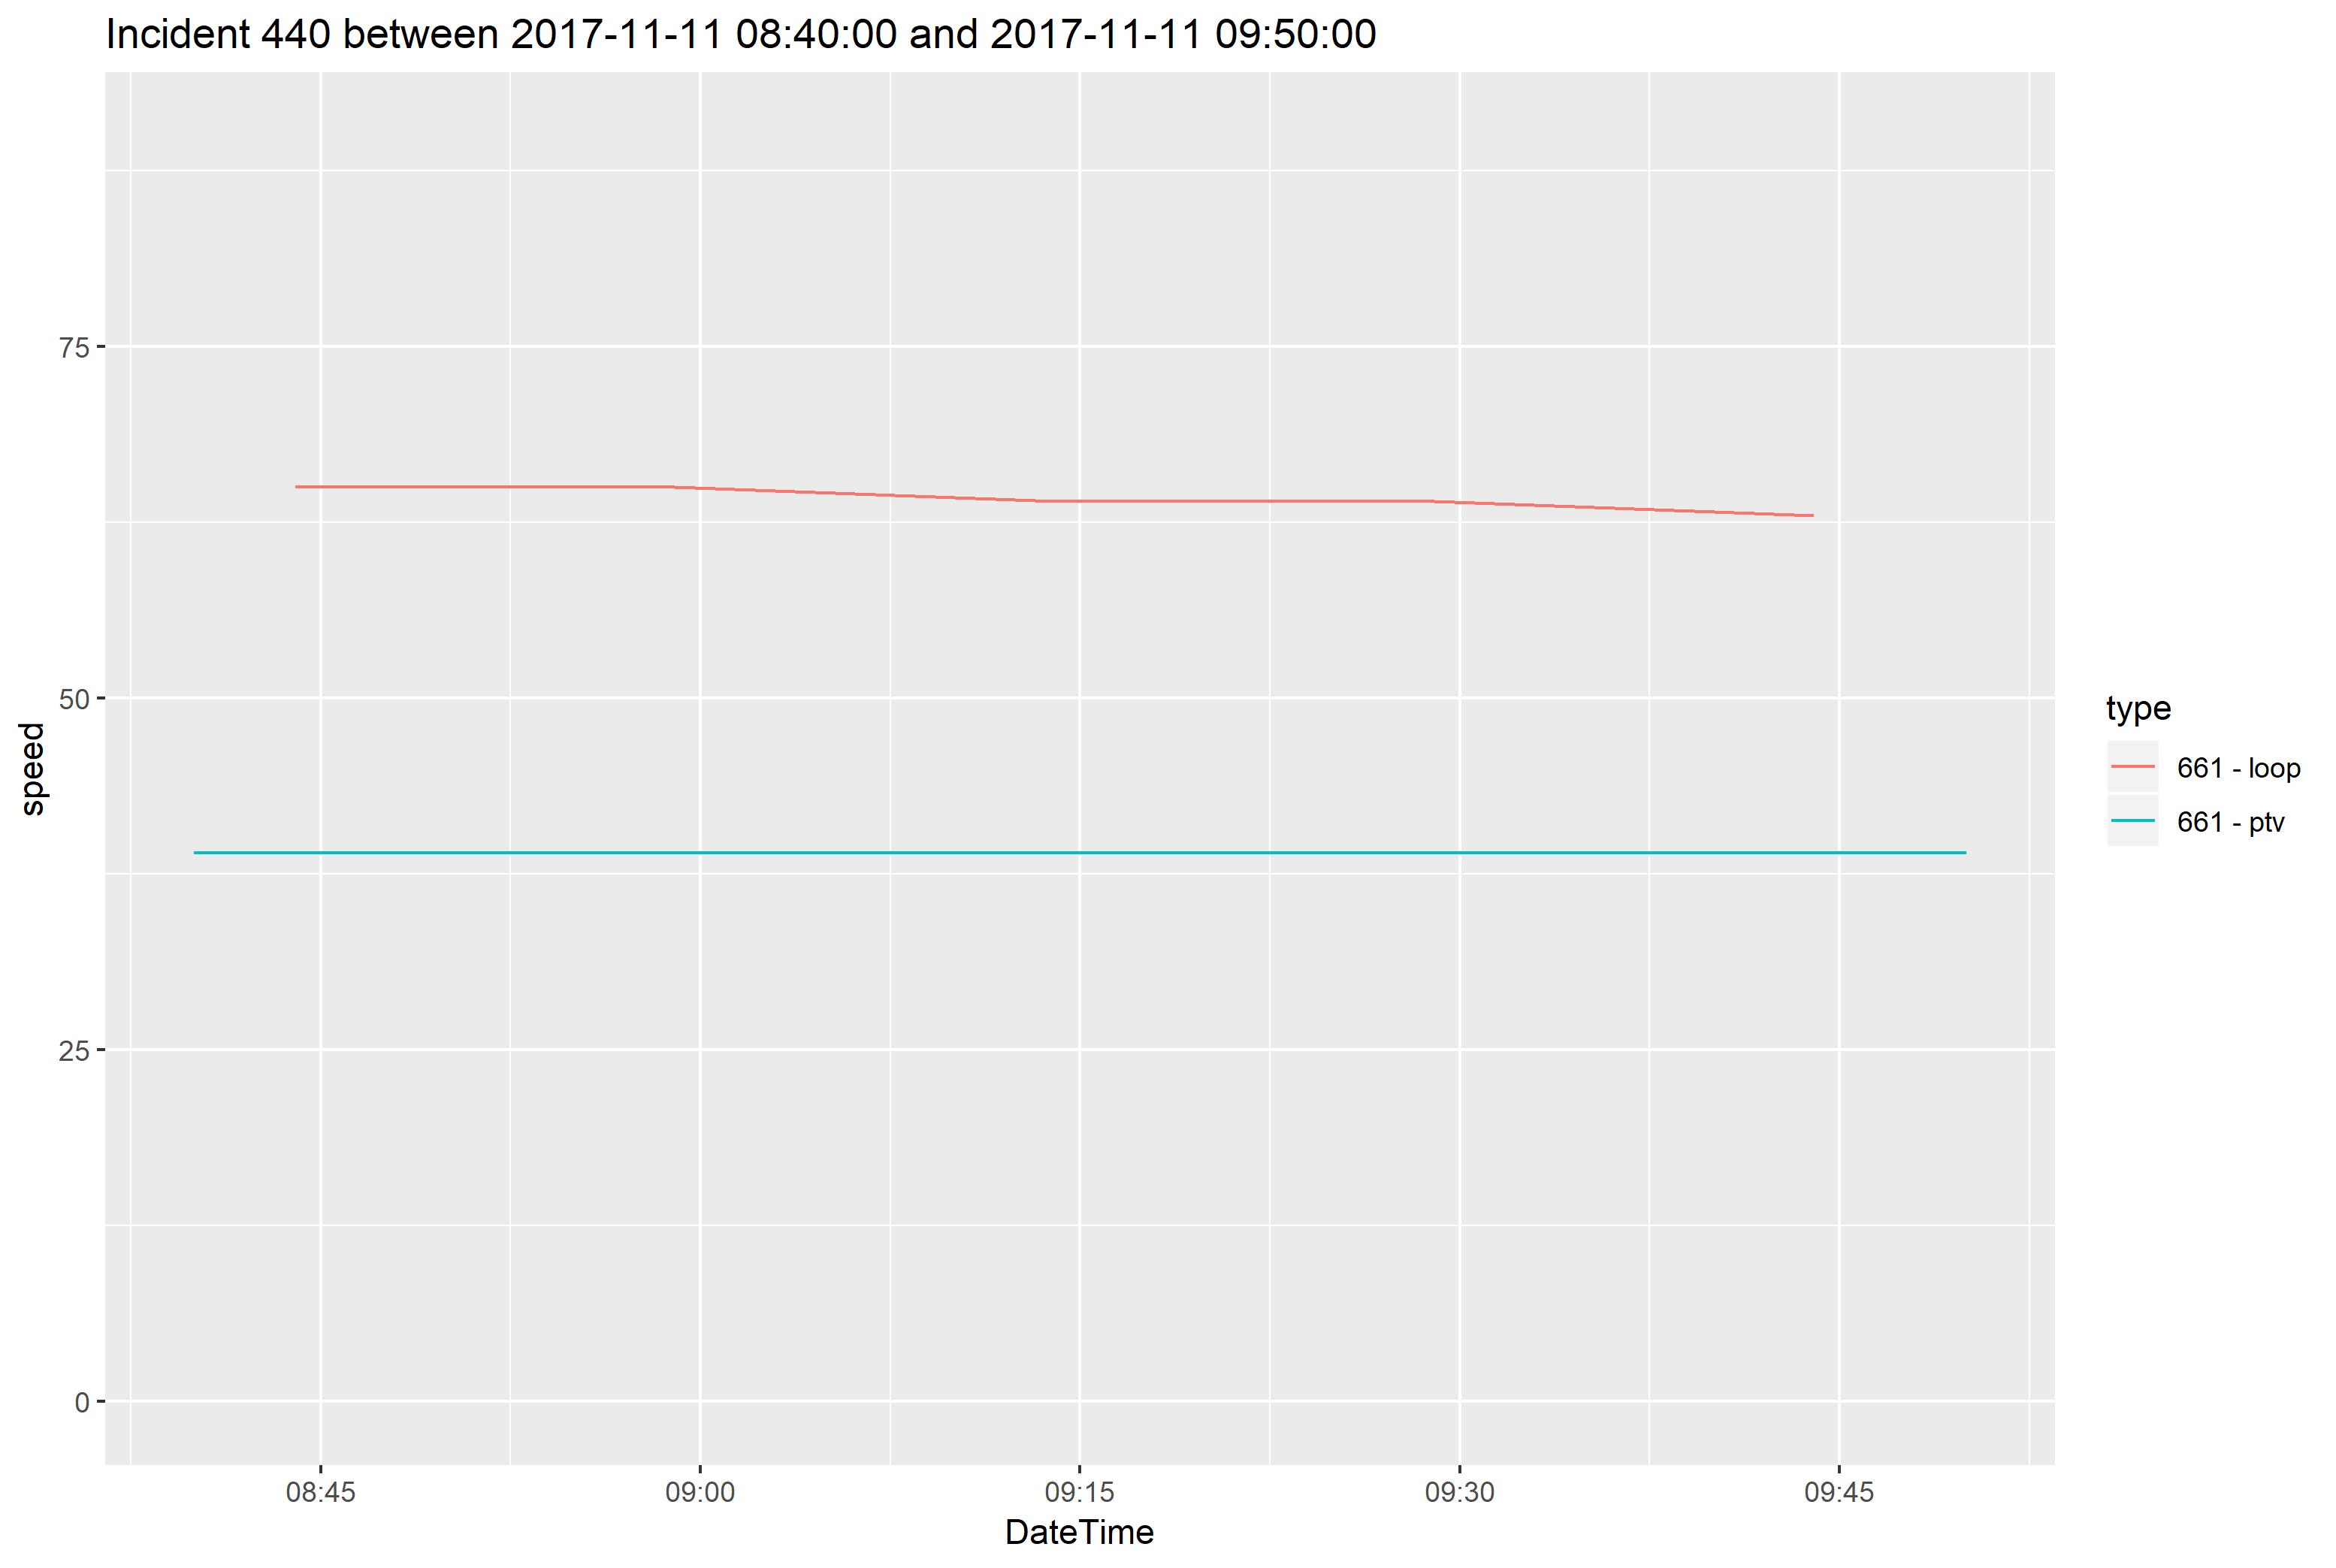 Incident 440 between 2017-11-11 08:40:00 and 2017-11-11 09:50:00
75
50
25
0
speed
08:45 09:00 09:15 09:30 09:45
DateTime
type
661 - loop
661 - ptv